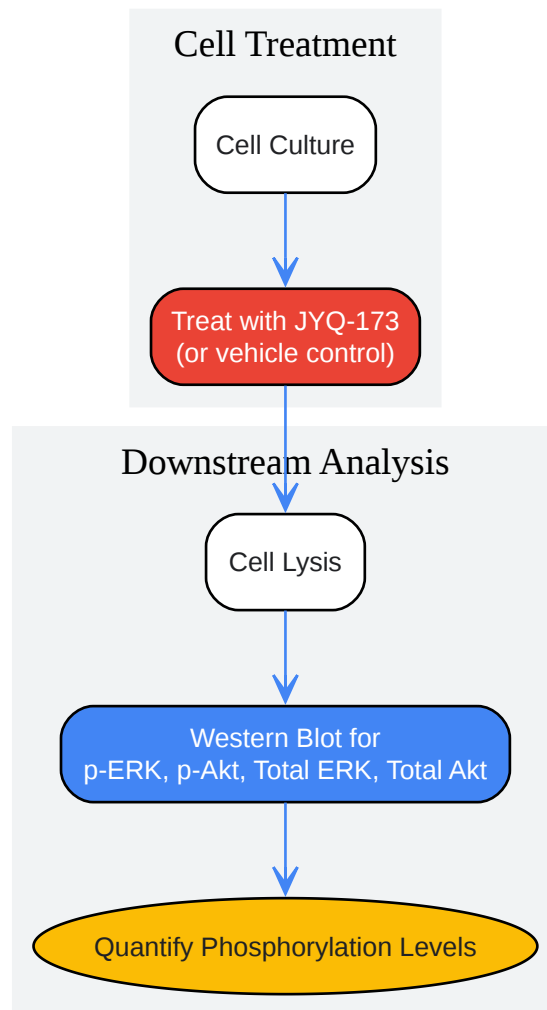 Cell Treatment
Cell Culture
Treat with JYQ-173
(or vehicle control)
Downstream Analysis
Cell Lysis
Western Blot for
p-ERK, p-Akt, Total ERK, Total Akt
Quantify Phosphorylation Levels